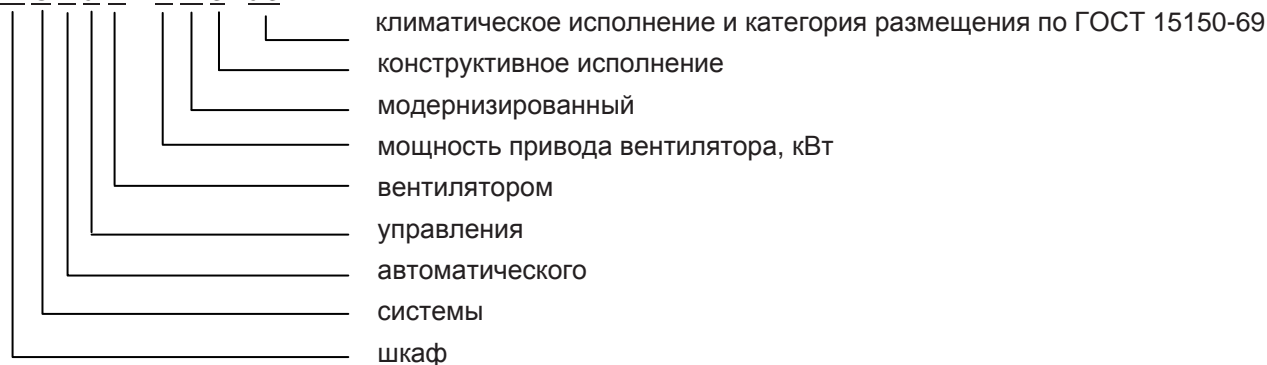 климатическое исполнение и категория размещения по ГОСТ 15150-69
конструктивное исполнение
модернизированный
мощность привода вентилятора, кВт
вентилятором
управления
автоматического
системы
шкаф